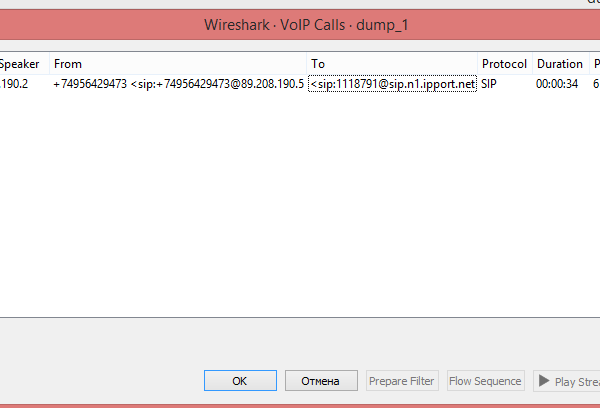 Wireshark · VoIP Calls · dump_1
Speaker From To Protocol Duration P
.190.2 +74956429473 <sip:+74956429473@89.208.190.5 <sip:1118791@sip.n1.ipport.net SIP 00:00:34 6
OK Отмена Prepare Filter Flow Sequence Play Strea